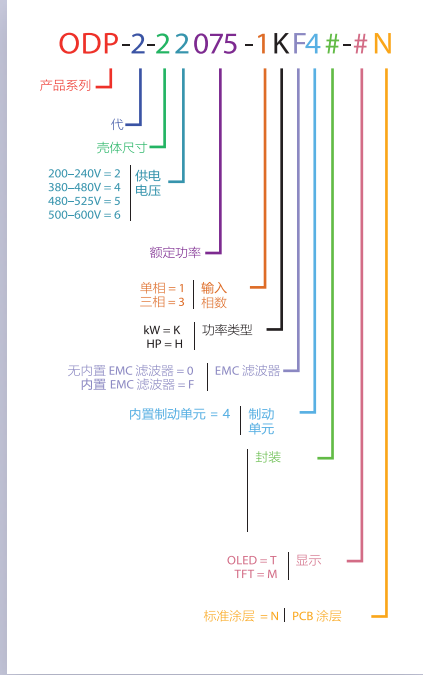 ODP-2-22075-1KF4#-#N
产品系列
代
壳体尺寸
200–240V = 2
380–480V = 4
480–525V = 5
500–600V = 6
供电
电压
额定功率
单相 = 1
三相 = 3
输入
相数
kW = K
HP = H
功率类型
无内置 EMC 滤波器 = 0
内置 EMC 滤波器 = F
EMC 滤波器
内置制动单元 = 4
制动
单元
封装
OLED = T
TFT = M
显示
标准涂层 = N
PCB 涂层